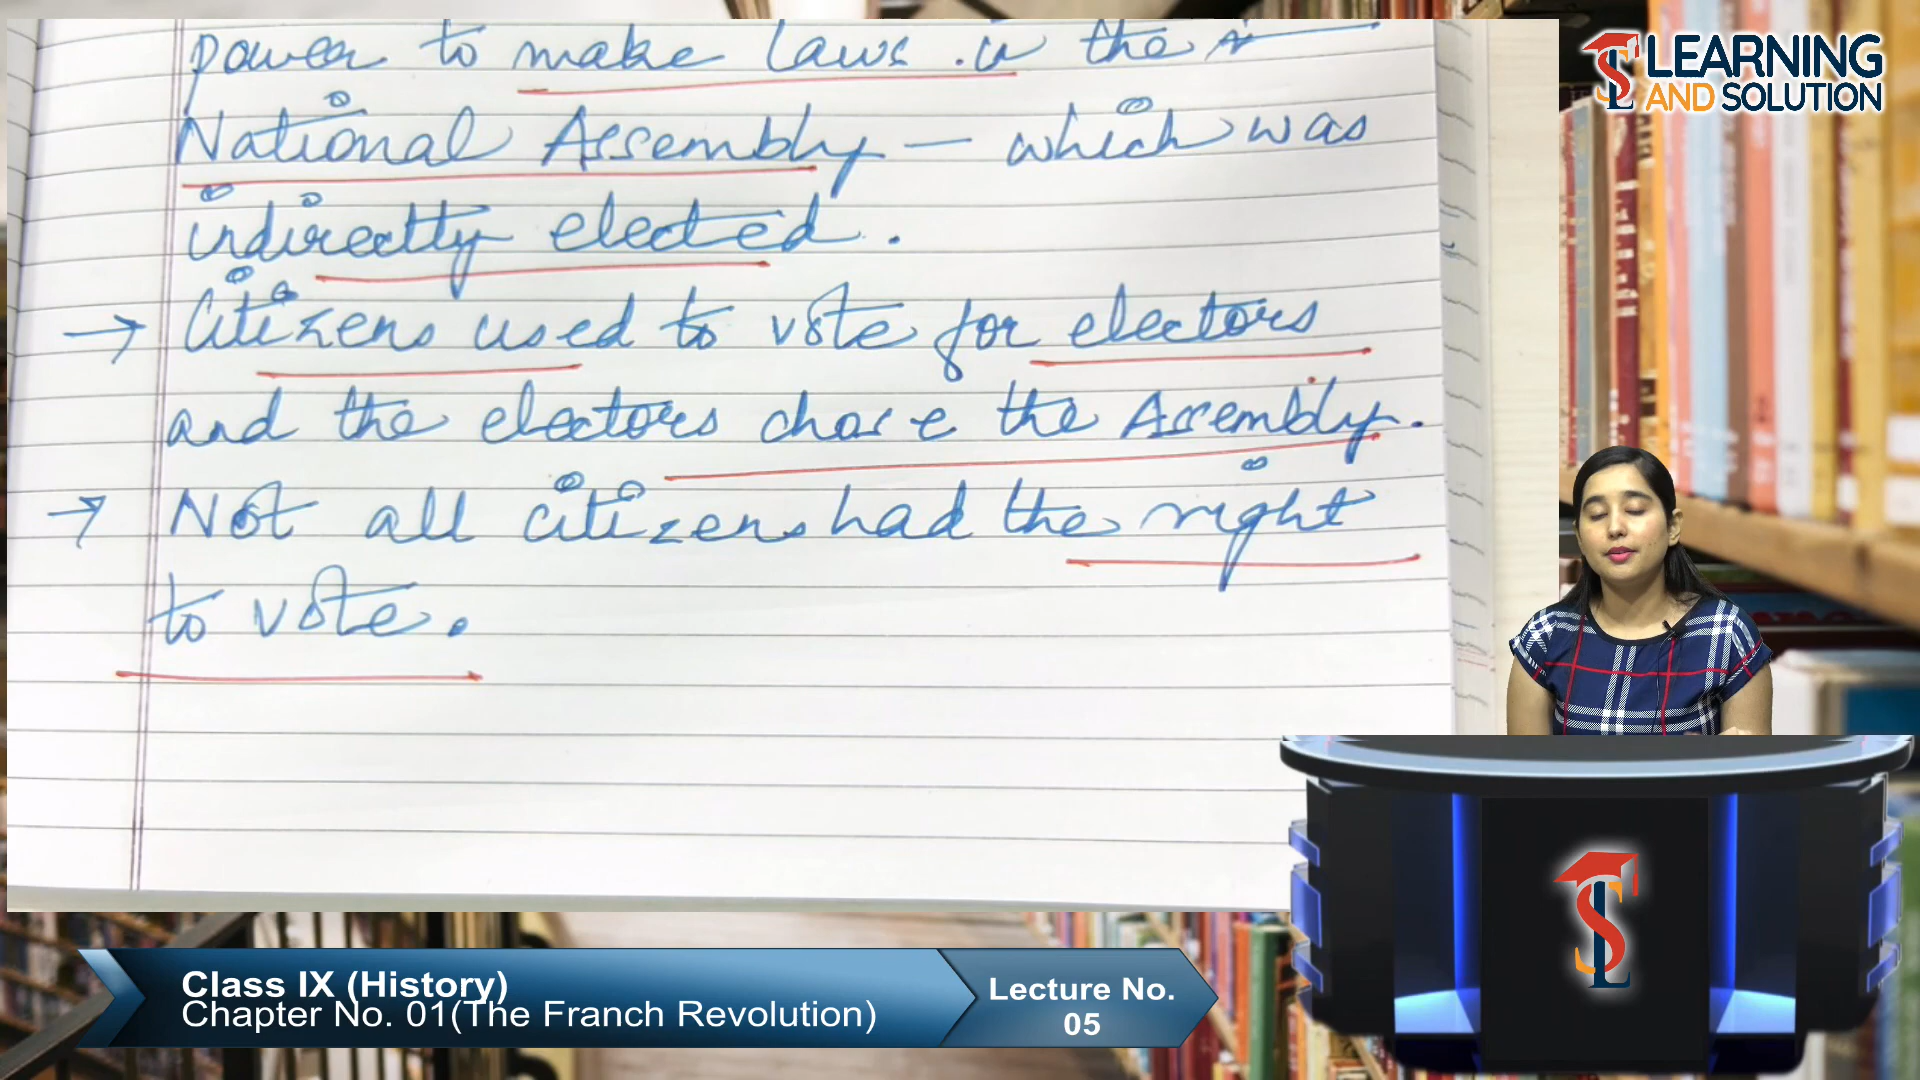 power to make laws in the
National Assembly – which was
indirectly elected.
→ Citizens used to vote for electors
and the electors chose the Assembly.
→ Not all citizens had the right
to vote.
LEARNING
AND SOLUTION
Class IX (History)
Chapter No. 01(The Franch Revolution)
Lecture No.
05